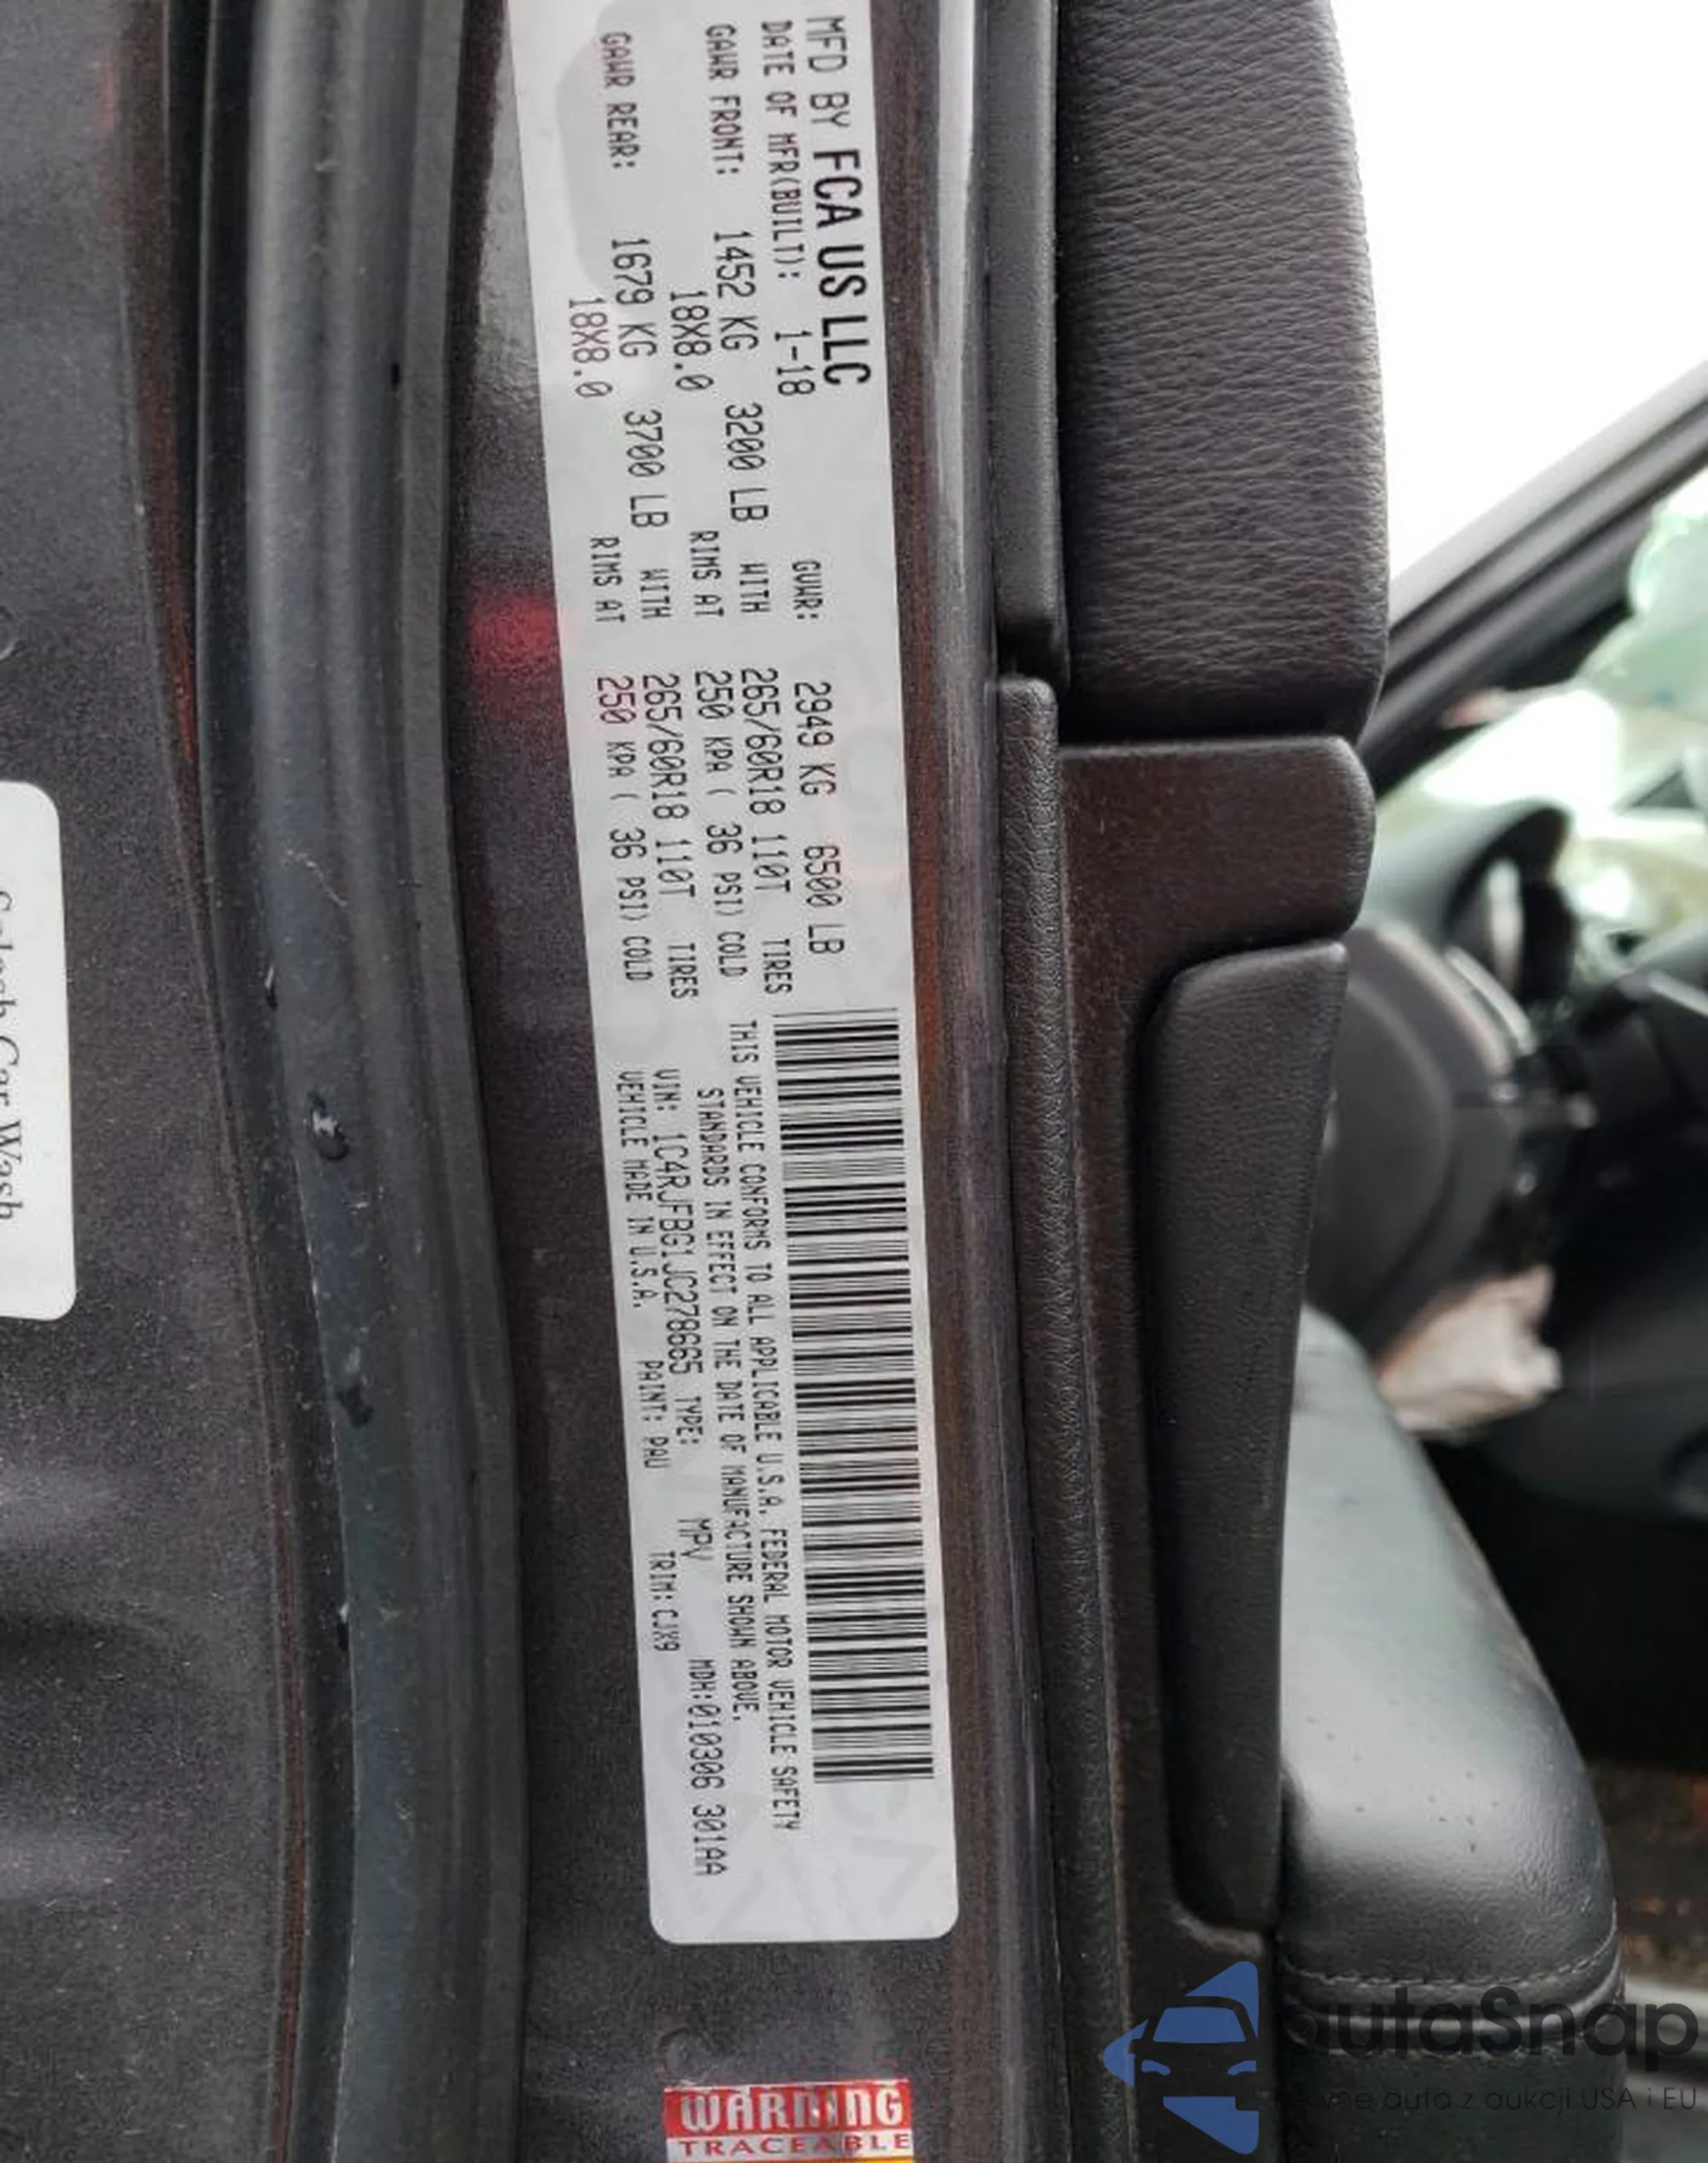 MFD BY FCA US LLC
DATE OF MFR(BUILT): 1-18 GVWR: 2949 KG 6500 LB
GAWR FRONT: 1452 KG 3200 LB WITH 265/60R18 110T TIRES
18X8.0 RIMS AT 250 KPA ( 36 PSI) COLD
GAWR REAR: 1679 KG 3700 LB WITH 265/60R18 110T TIRES
18X8.0 RIMS AT 250 KPA ( 36 PSI) COLD
THIS VEHICLE CONFORMS TO ALL APPLICABLE U.S.A. FEDERAL MOTOR VEHICLE SAFETY
STANDARDS IN EFFECT ON THE DATE OF MANUFACTURE SHOWN ABOVE.
VIN: 1C4RJFBG1JC278665 TYPE: MPV MDH:010306 301AA
VEHICLE MADE IN U.S.A. PAINT: PAU TRIM:CJX9
WARNING
TRACEABLE
Car Wash
autaSnap
auta z aukcji USA i EU